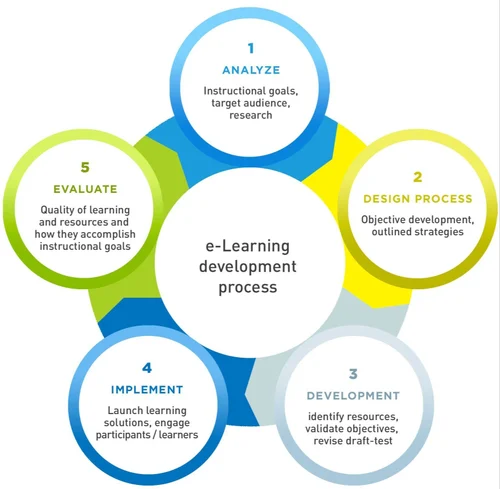 1
ANALYZE
Instructional goals,
target audience,
research
2
DESIGN PROCESS
Objective development,
outlined strategies
3
DEVELOPMENT
identify resources,
validate objectives,
revise draft-test
4
IMPLEMENT
Launch learning
solutions, engage
participants / learners
5
EVALUATE
Quality of learning
and resources and
how they accomplish
instructional goals
e-Learning
development
process